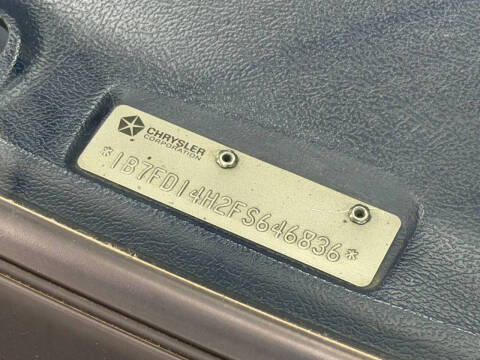 CHRYSLER
CORPORATION
*1B7FD14H2FS646836*